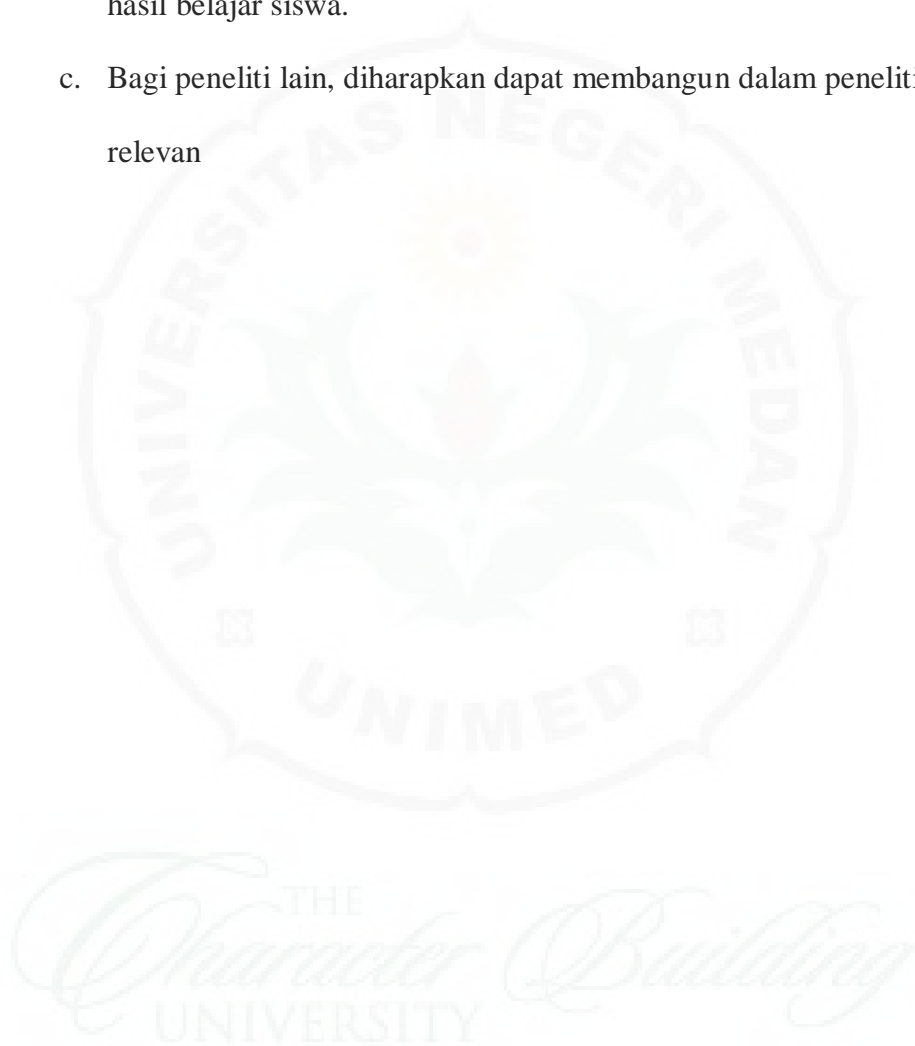 hasil belajar siswa.
c. Bagi peneliti lain, diharapkan dapat membangun dalam
relevan
UNIVERSITAS NEGERI MEDAN
UNIMED
THE
Character Building
UNIVERSITY